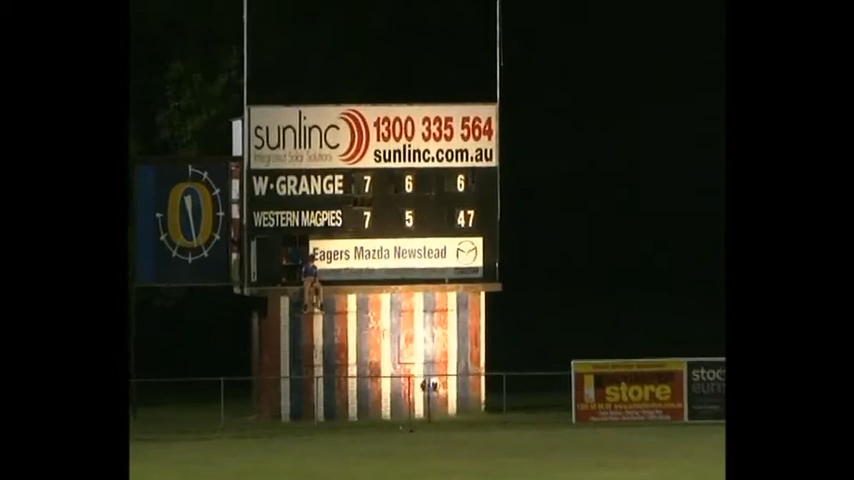 sunlinc
Integrated Solar Solutions
1300 335 564
sunlinc.com.au
W·GRANGE 7 6 6
WESTERN MAGPIES 7 5 47
Eagers Mazda Newstead
store
stoc